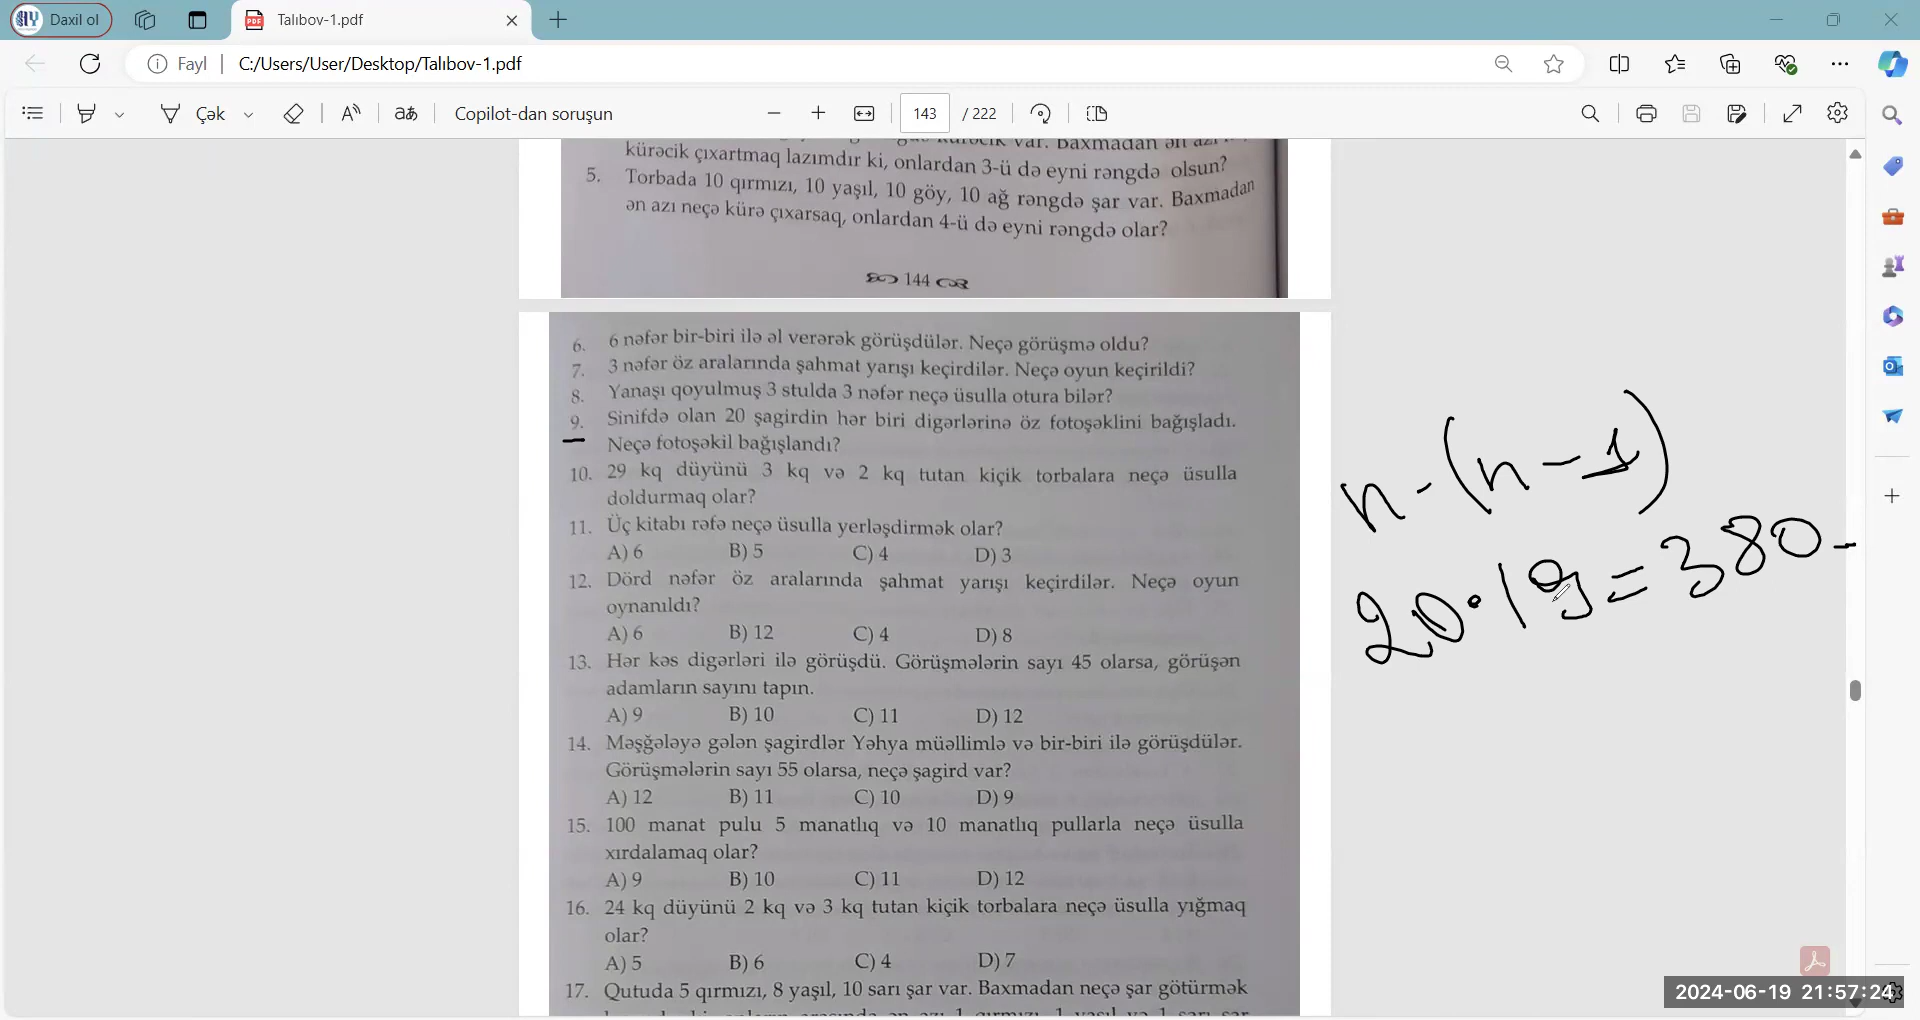 Daxil ol
Talıbov-1.pdf
Fayl
C:/Users/User/Desktop/Talıbov-1.pdf
Çək
aあ
Copilot-dan soruşun
143 / 222
var. Baxmadan ən azı
kürəcik çıxartmaq lazımdır ki, onlardan 3-ü də eyni rəngdə olsun?
5. Torbada 10 qırmızı, 10 yaşıl, 10 göy, 10 ağ rəngdə şar var. Baxmadan
ən azı neçə kürə çıxarsaq, onlardan 4-ü də eyni rəngdə olar?
144
6. 6 nəfər bir-biri ilə əl verərək görüşdülər. Neçə görüşmə oldu?
7. 3 nəfər öz aralarında şahmat yarışı keçirdilər. Neçə oyun keçirildi?
8. Yanaşı qoyulmuş 3 stulda 3 nəfər neçə üsulla otura bilər?
9. Sinifdə olan 20 şagirdin hər biri digərlərinə öz fotoşəklini bağışladı.
Neçə fotoşəkil bağışlandı?
10. 29 kq düyünü 3 kq və 2 kq tutan kiçik torbalara neçə üsulla
doldurmaq olar?
11. Üç kitabı rəfə neçə üsulla yerləşdirmək olar?
A) 6 B) 5 C) 4 D) 3
12. Dörd nəfər öz aralarında şahmat yarışı keçirdilər. Neçə oyun
oynanıldı?
A) 6 B) 12 C) 4 D) 8
13. Hər kəs digərləri ilə görüşdü. Görüşmələrin sayı 45 olarsa, görüşən
adamların sayını tapın.
A) 9 B) 10 C) 11 D) 12
14. Məşğələyə gələn şagirdlər Yəhya müəllimlə və bir-biri ilə görüşdülər.
Görüşmələrin sayı 55 olarsa, neçə şagird var?
A) 12 B) 11 C) 10 D) 9
15. 100 manat pulu 5 manatlıq və 10 manatlıq pullarla neçə üsulla
xırdalamaq olar?
A) 9 B) 10 C) 11 D) 12
16. 24 kq düyünü 2 kq və 3 kq tutan kiçik torbalara neçə üsulla yığmaq
olar?
A) 5 B) 6 C) 4 D) 7
17. Qutuda 5 qırmızı, 8 yaşıl, 10 sarı şar var. Baxmadan neçə şar götürmək
n - (n - 1)
20 · 19 = 380 -
2024-06-19 21:57:24